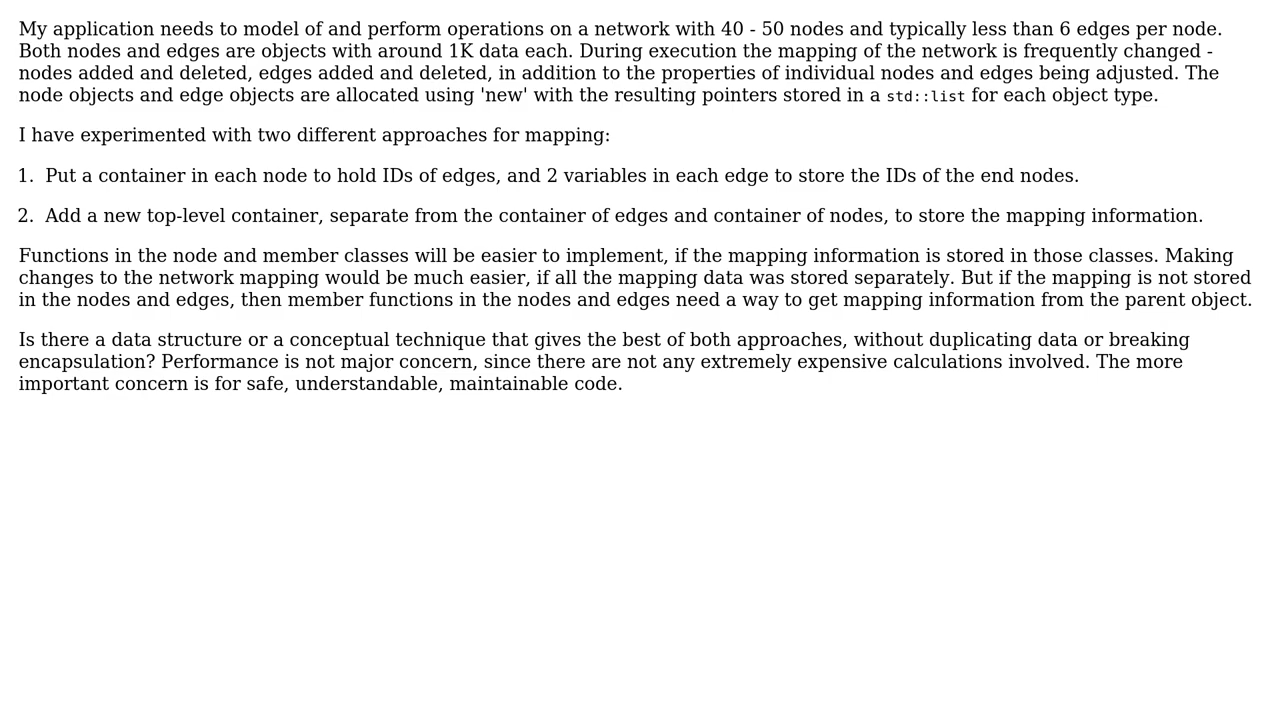 My application needs to model of and perform operations on a network with 40 - 50 nodes and typically less than 6 edges per node.
Both nodes and edges are objects with around 1K data each. During execution the mapping of the network is frequently changed -
nodes added and deleted, edges added and deleted, in addition to the properties of individual nodes and edges being adjusted. The
node objects and edge objects are allocated using 'new' with the resulting pointers stored in a std::list for each object type.
I have experimented with two different approaches for mapping:
1. Put a container in each node to hold IDs of edges, and 2 variables in each edge to store the IDs of the end nodes.
2. Add a new top-level container, separate from the container of edges and container of nodes, to store the mapping information.
Functions in the node and member classes will be easier to implement, if the mapping information is stored in those classes. Making
changes to the network mapping would be much easier, if all the mapping data was stored separately. But if the mapping is not stored
in the nodes and edges, then member functions in the nodes and edges need a way to get mapping information from the parent object.
Is there a data structure or a conceptual technique that gives the best of both approaches, without duplicating data or breaking
encapsulation? Performance is not major concern, since there are not any extremely expensive calculations involved. The more
important concern is for safe, understandable, maintainable code.